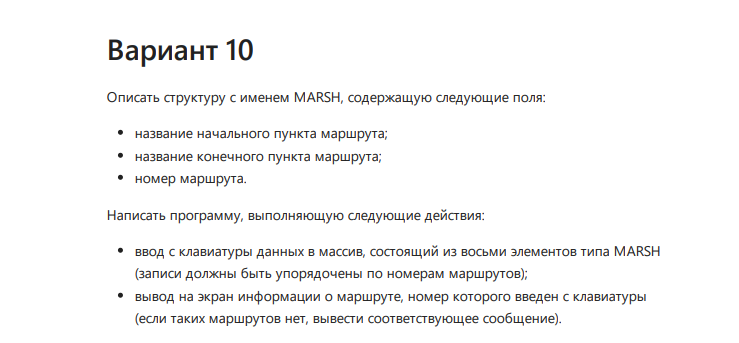 Вариант 10
Описать структуру с именем MARSH, содержащую следующие поля:
• название начального пункта маршрута;
• название конечного пункта маршрута;
• номер маршрута.
Написать программу, выполняющую следующие действия:
• ввод с клавиатуры данных в массив, состоящий из восьми элементов типа MARSH
(записи должны быть упорядочены по номерам маршрутов);
• вывод на экран информации о маршруте, номер которого введен с клавиатуры
(если таких маршрутов нет, вывести соответствующее сообщение).